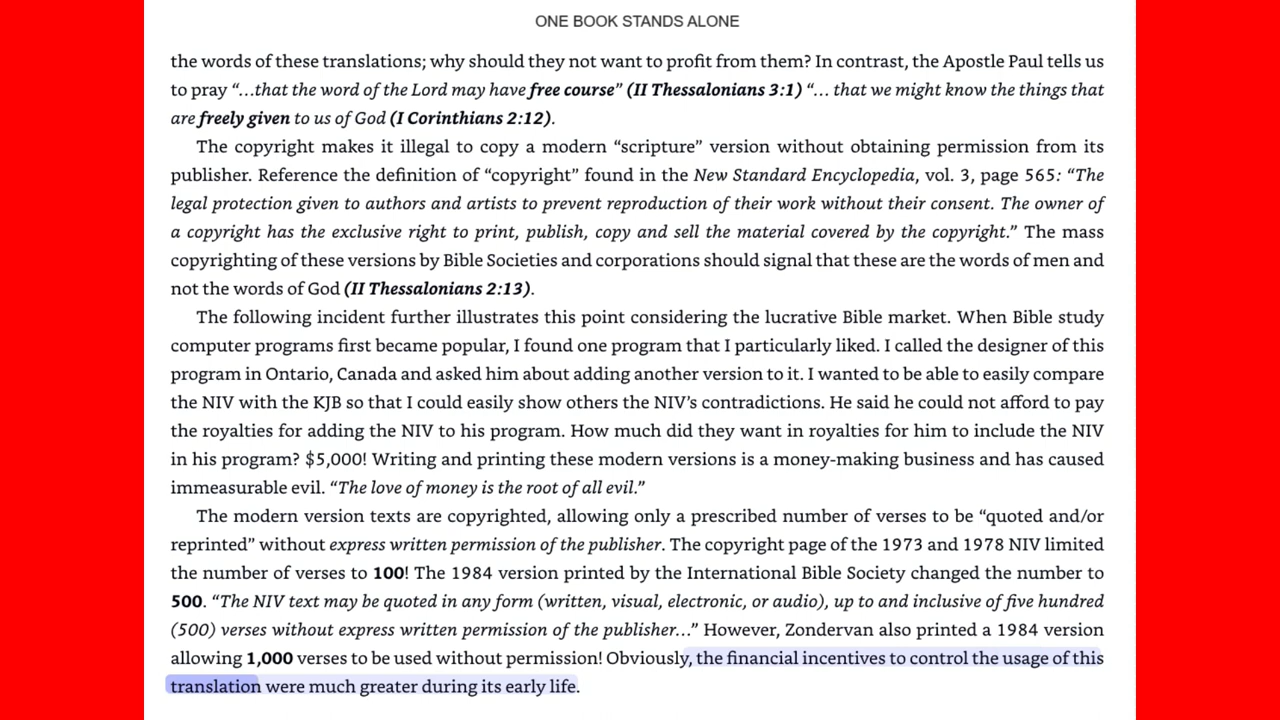 ONE BOOK STANDS ALONE
the words of these translations; why should they not want to profit from them? In contrast, the Apostle Paul tells us
to pray “…that the word of the Lord may have free course” (II Thessalonians 3:1) “… that we might know the things that
are freely given to us of God (I Corinthians 2:12).
The copyright makes it illegal to copy a modern “scripture” version without obtaining permission from its
publisher. Reference the definition of “copyright” found in the New Standard Encyclopedia, vol. 3, page 565: “The
legal protection given to authors and artists to prevent reproduction of their work without their consent. The owner of
a copyright has the exclusive right to print, publish, copy and sell the material covered by the copyright.” The mass
copyrighting of these versions by Bible Societies and corporations should signal that these are the words of men and
not the words of God (II Thessalonians 2:13).
The following incident further illustrates this point considering the lucrative Bible market. When Bible study
computer programs first became popular, I found one program that I particularly liked. I called the designer of this
program in Ontario, Canada and asked him about adding another version to it. I wanted to be able to easily compare
the NIV with the KJB so that I could easily show others the NIV’s contradictions. He said he could not afford to pay
the royalties for adding the NIV to his program. How much did they want in royalties for him to include the NIV
in his program? $5,000! Writing and printing these modern versions is a money-making business and has caused
immeasurable evil. “The love of money is the root of all evil.”
The modern version texts are copyrighted, allowing only a prescribed number of verses to be “quoted and/or
reprinted” without express written permission of the publisher. The copyright page of the 1973 and 1978 NIV limited
the number of verses to 100! The 1984 version printed by the International Bible Society changed the number to
500. “The NIV text may be quoted in any form (written, visual, electronic, or audio), up to and inclusive of five hundred
(500) verses without express written permission of the publisher…” However, Zondervan also printed a 1984 version
allowing 1,000 verses to be used without permission! Obviously, the financial incentives to control the usage of this
translation were much greater during its early life.